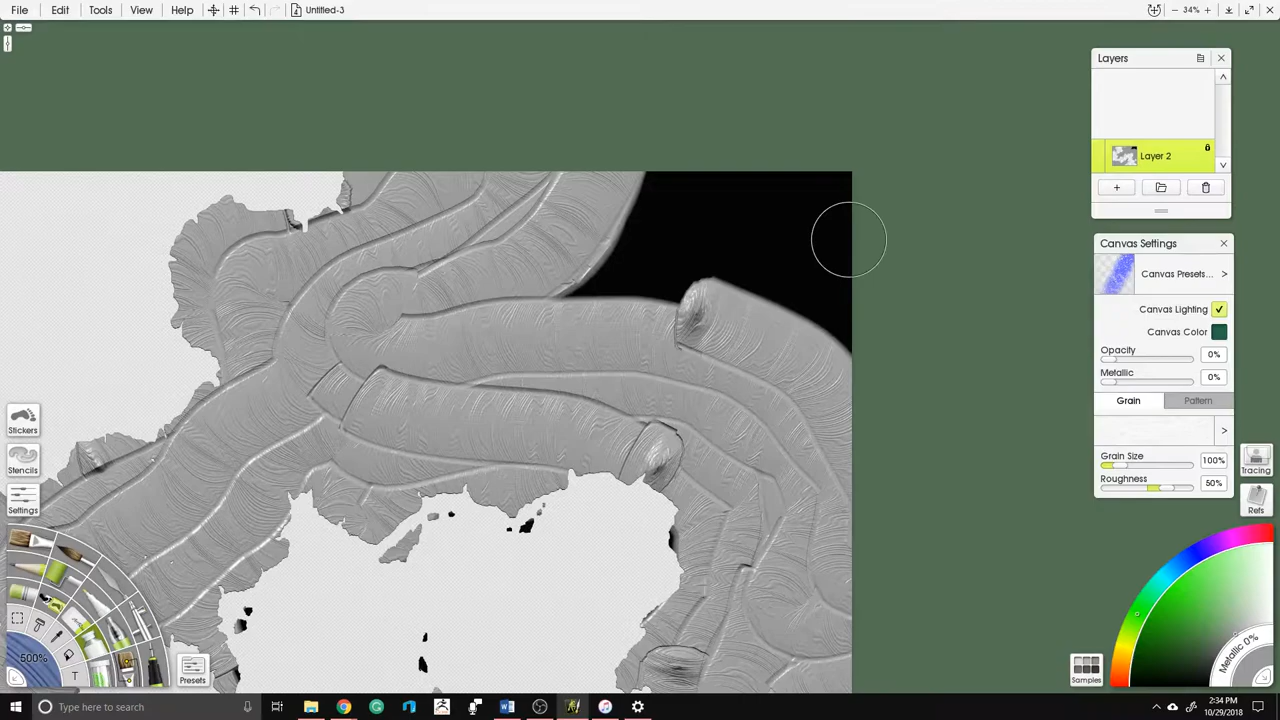 File Edit Tools View Help Untitled-3 34%
Layers
Layer 2
Canvas Settings
Canvas Presets...
Canvas Lighting
Canvas Color
Opacity
0%
Metallic
0%
Grain Pattern
Grain Size
100%
Roughness
50%
Tracing
Refs
Stickers
Stencils
Settings
500%
T
Presets
Samples
Metallic 0%
Type here to search
2:34 PM
10/29/2018